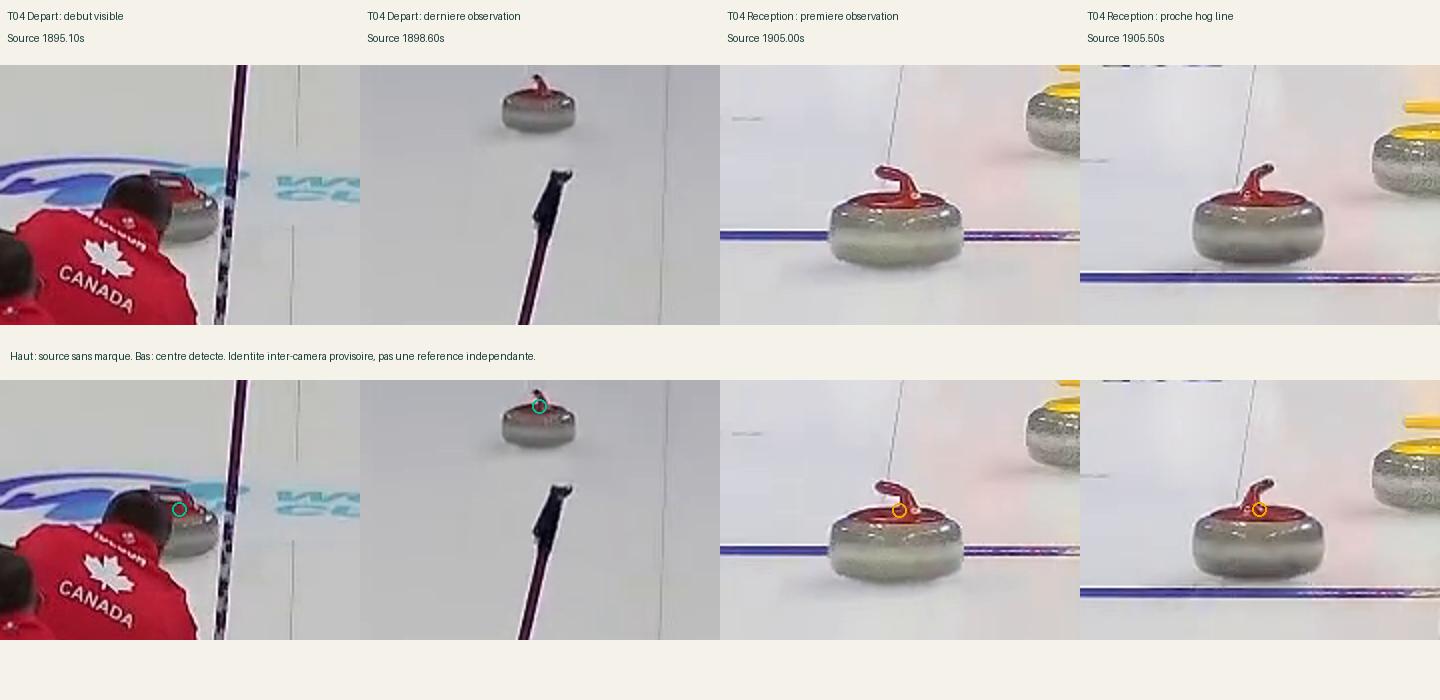 T04 Depart : debut visible
Source 1895.10s
T04 Depart : derniere observation
Source 1898.60s
T04 Reception : premiere observation
Source 1905.00s
T04 Reception : proche hog line
Source 1905.50s
CANADA
Haut : source sans marque. Bas : centre detecte. Identite inter-camera provisoire, pas une reference independante.
CANADA